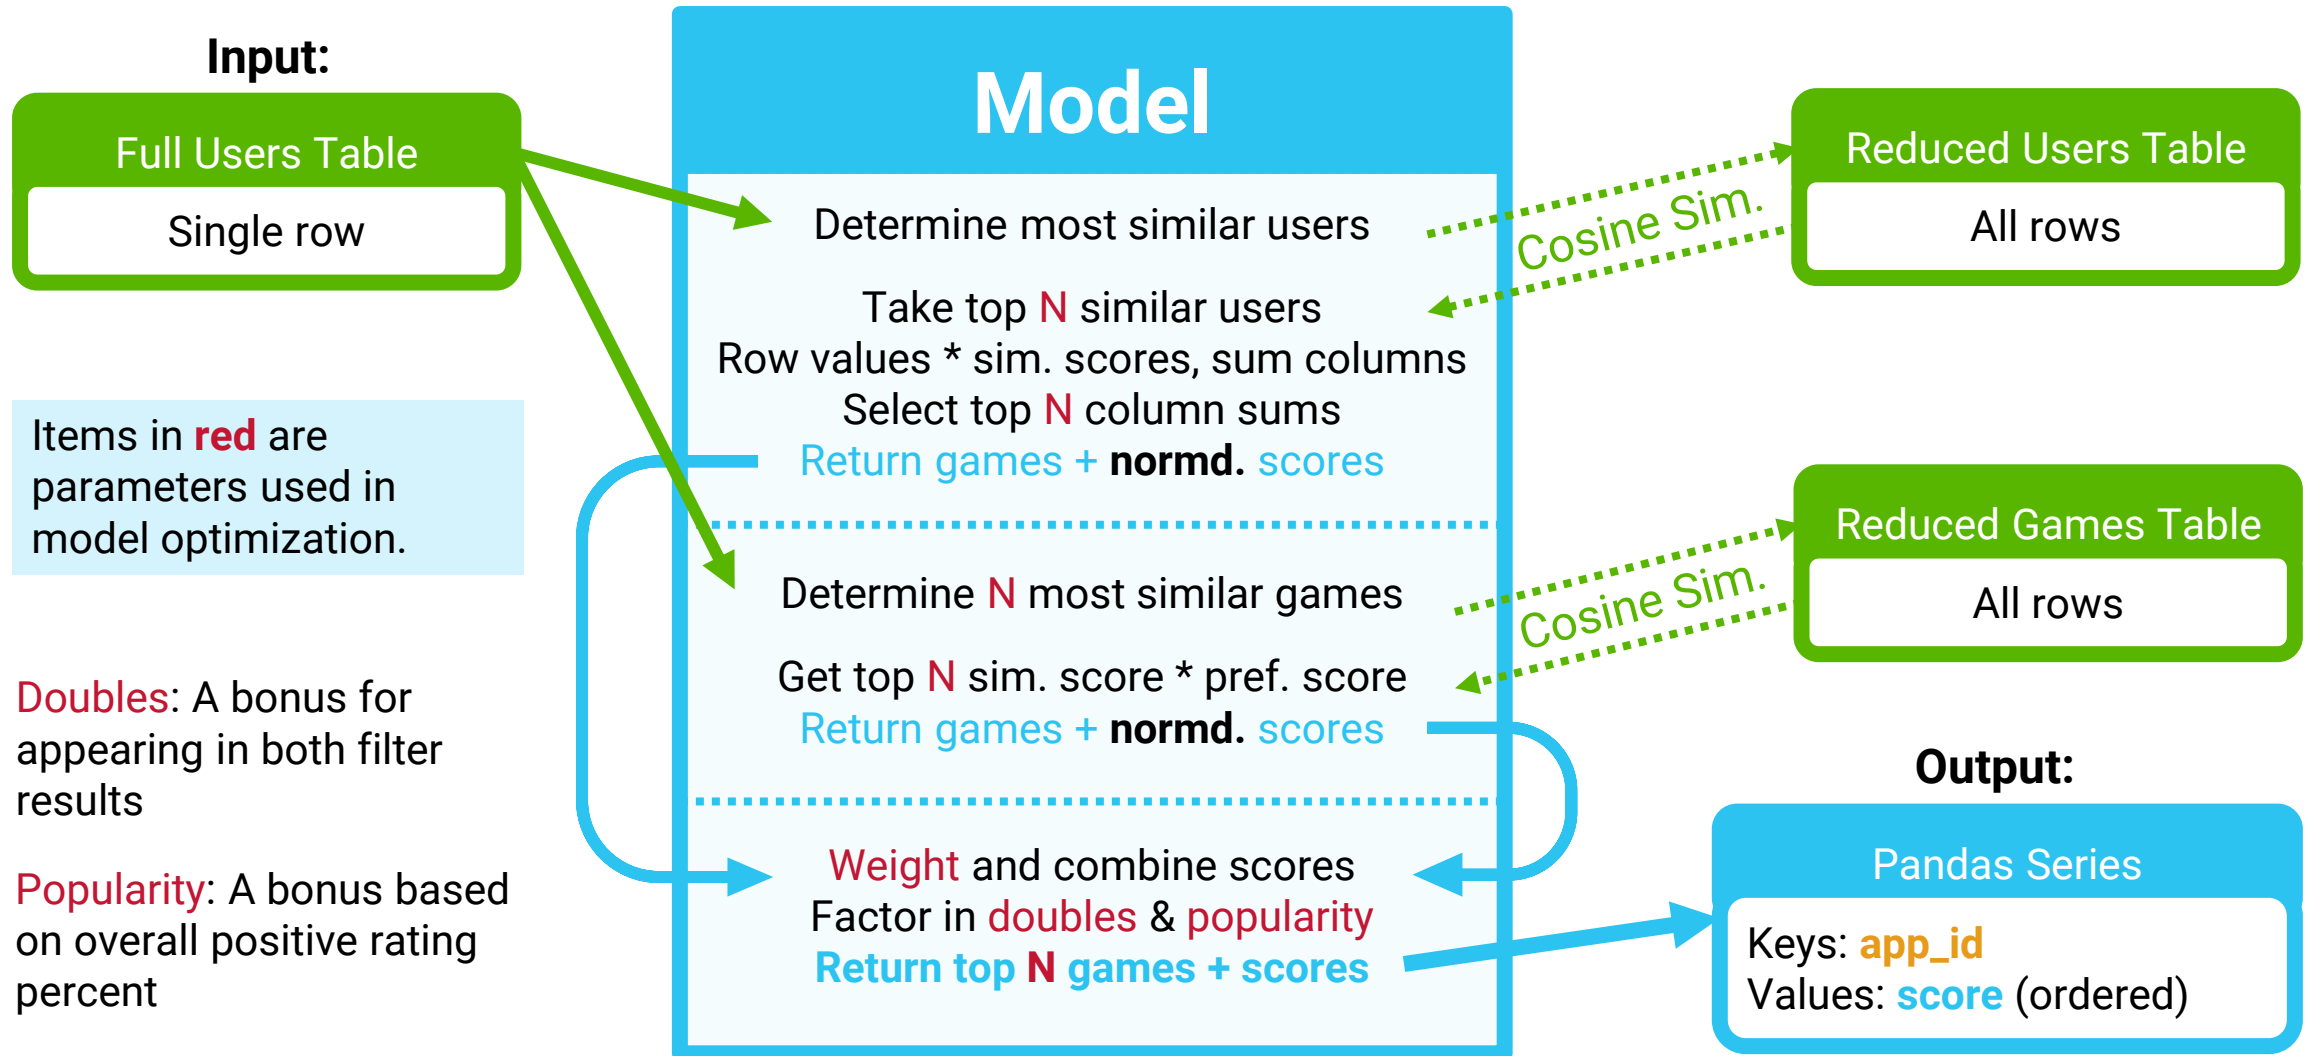 Input:
Full Users Table
Single row
Items in red are
parameters used in
model optimization.
Doubles: A bonus for
appearing in both filter
results
Popularity: A bonus based
on overall positive rating
percent
Model
Determine most similar users
Take top N similar users
Row values * sim. scores, sum columns
Select top N column sums
Return games + normd. scores
Determine N most similar games
Get top N sim. score * pref. score
Return games + normd. scores
Weight and combine scores
Factor in doubles & popularity
Return top N games + scores
Cosine Sim.
Reduced Users Table
All rows
Cosine Sim.
Reduced Games Table
All rows
Output:
Pandas Series
Keys: app_id
Values: score (ordered)